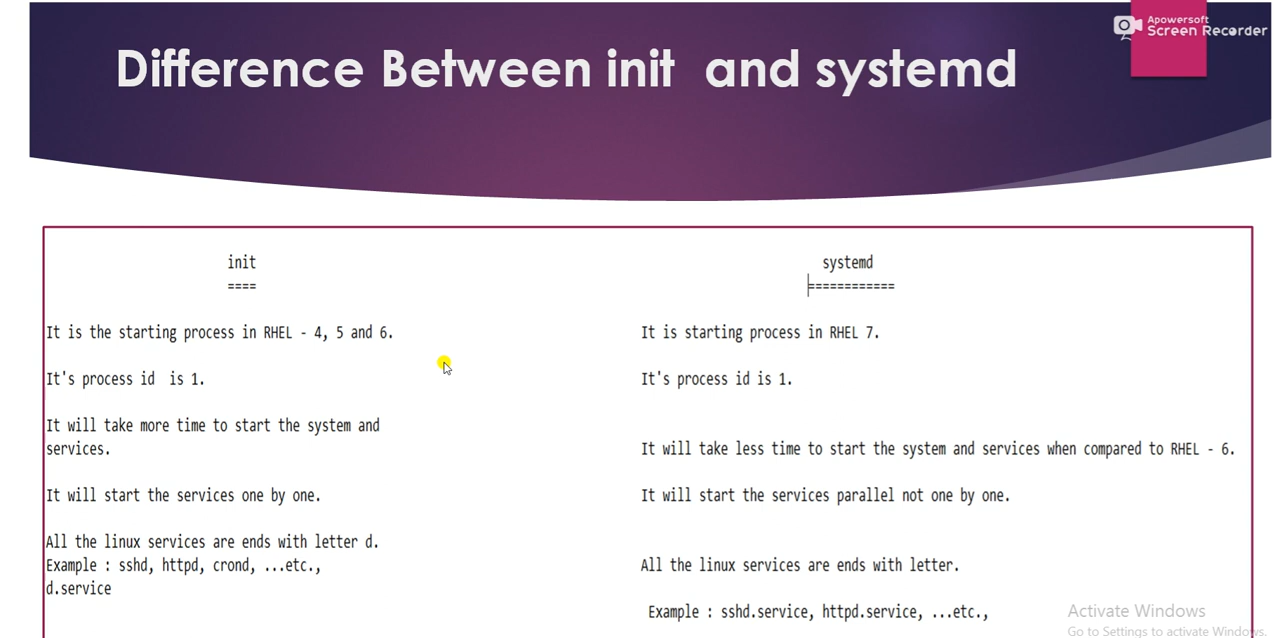 Apowersoft
Screen Recorder
Difference Between init and systemd
init
====
It is the starting process in RHEL - 4, 5 and 6.
It's process id is 1.
It will take more time to start the system and
services.
It will start the services one by one.
All the linux services are ends with letter d.
Example : sshd, httpd, crond, ...etc.,
d.service
systemd
============
It is starting process in RHEL 7.
It's process id is 1.
It will take less time to start the system and services when compared to RHEL - 6.
It will start the services parallel not one by one.
All the linux services are ends with letter.
Example : sshd.service, httpd.service, ...etc.,
Activate Windows
Go to Settings to activate Windows.